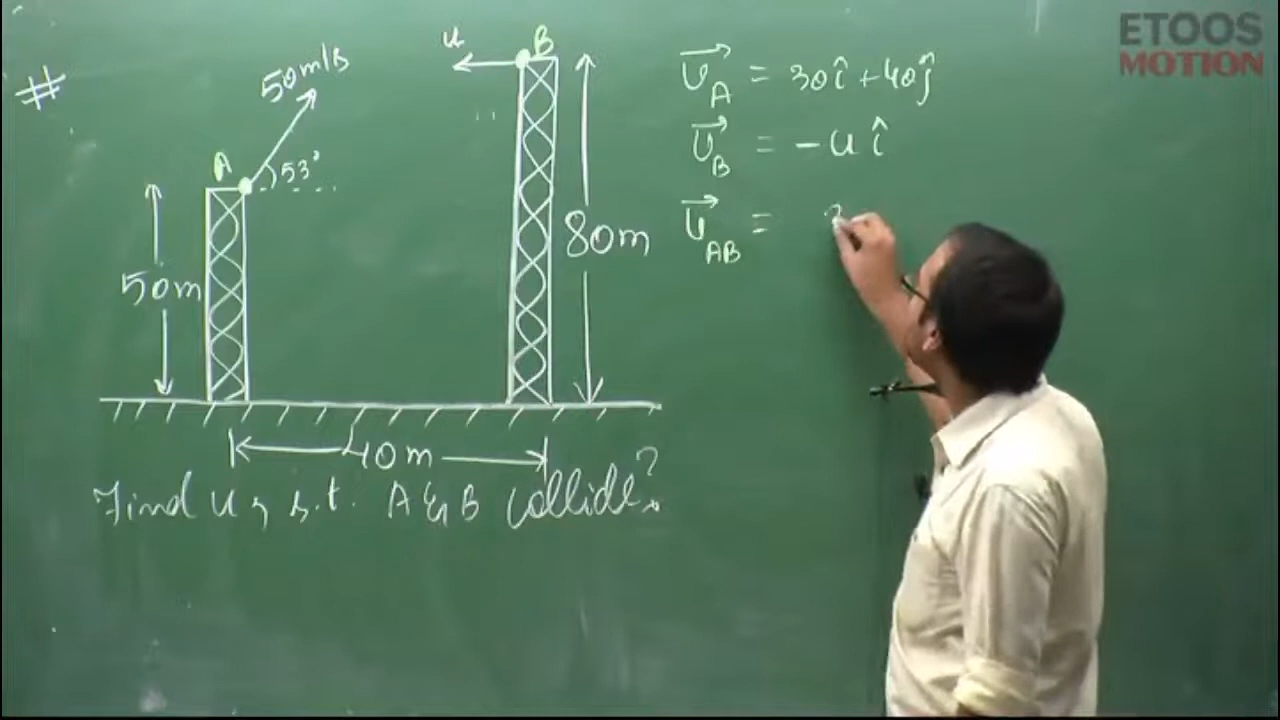 ETOOS
MOTION
#
50m/s
A
53°
50m
u
B
80m
40m
Find u, s.t. A & B collide?
v⃗_A = 30î + 40ĵ
v⃗_B = -u î
v⃗_AB =